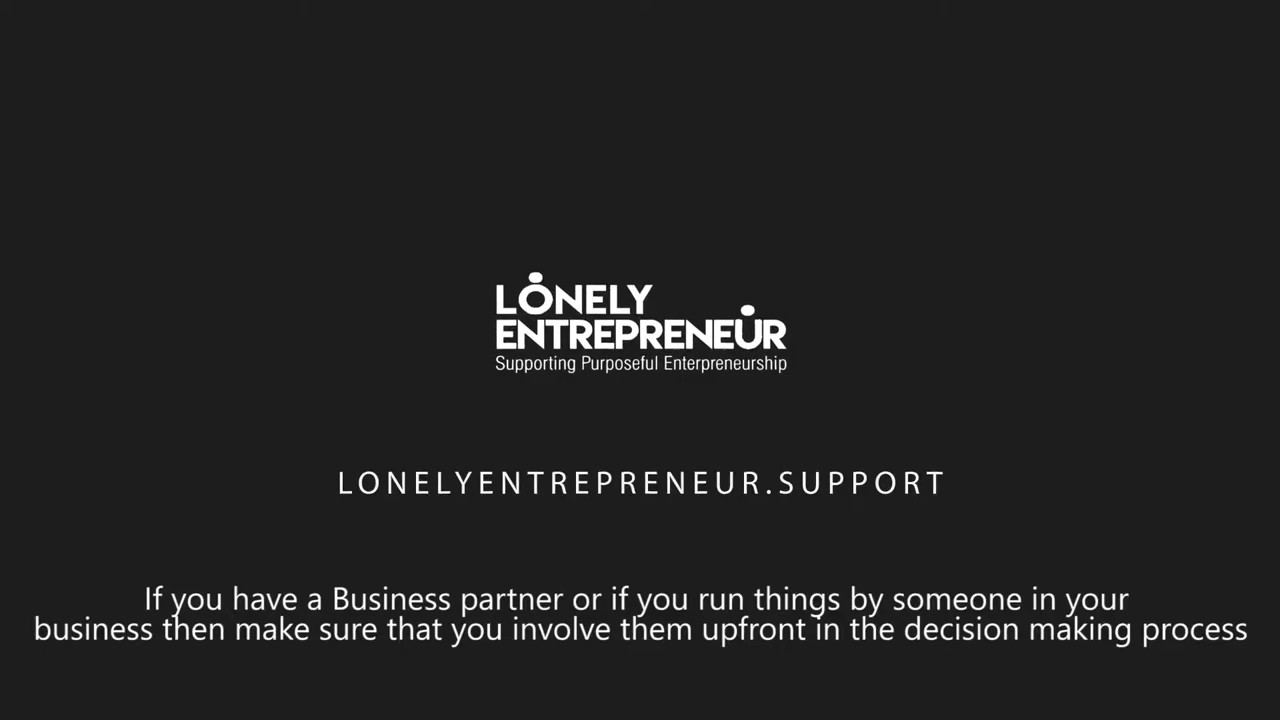 LONELY
ENTREPRENEUR
Supporting Purposeful Enterpreneurship
LONELYENTREPRENEUR.SUPPORT
If you have a Business partner or if you run things by someone in your
business then make sure that you involve them upfront in the decision making process